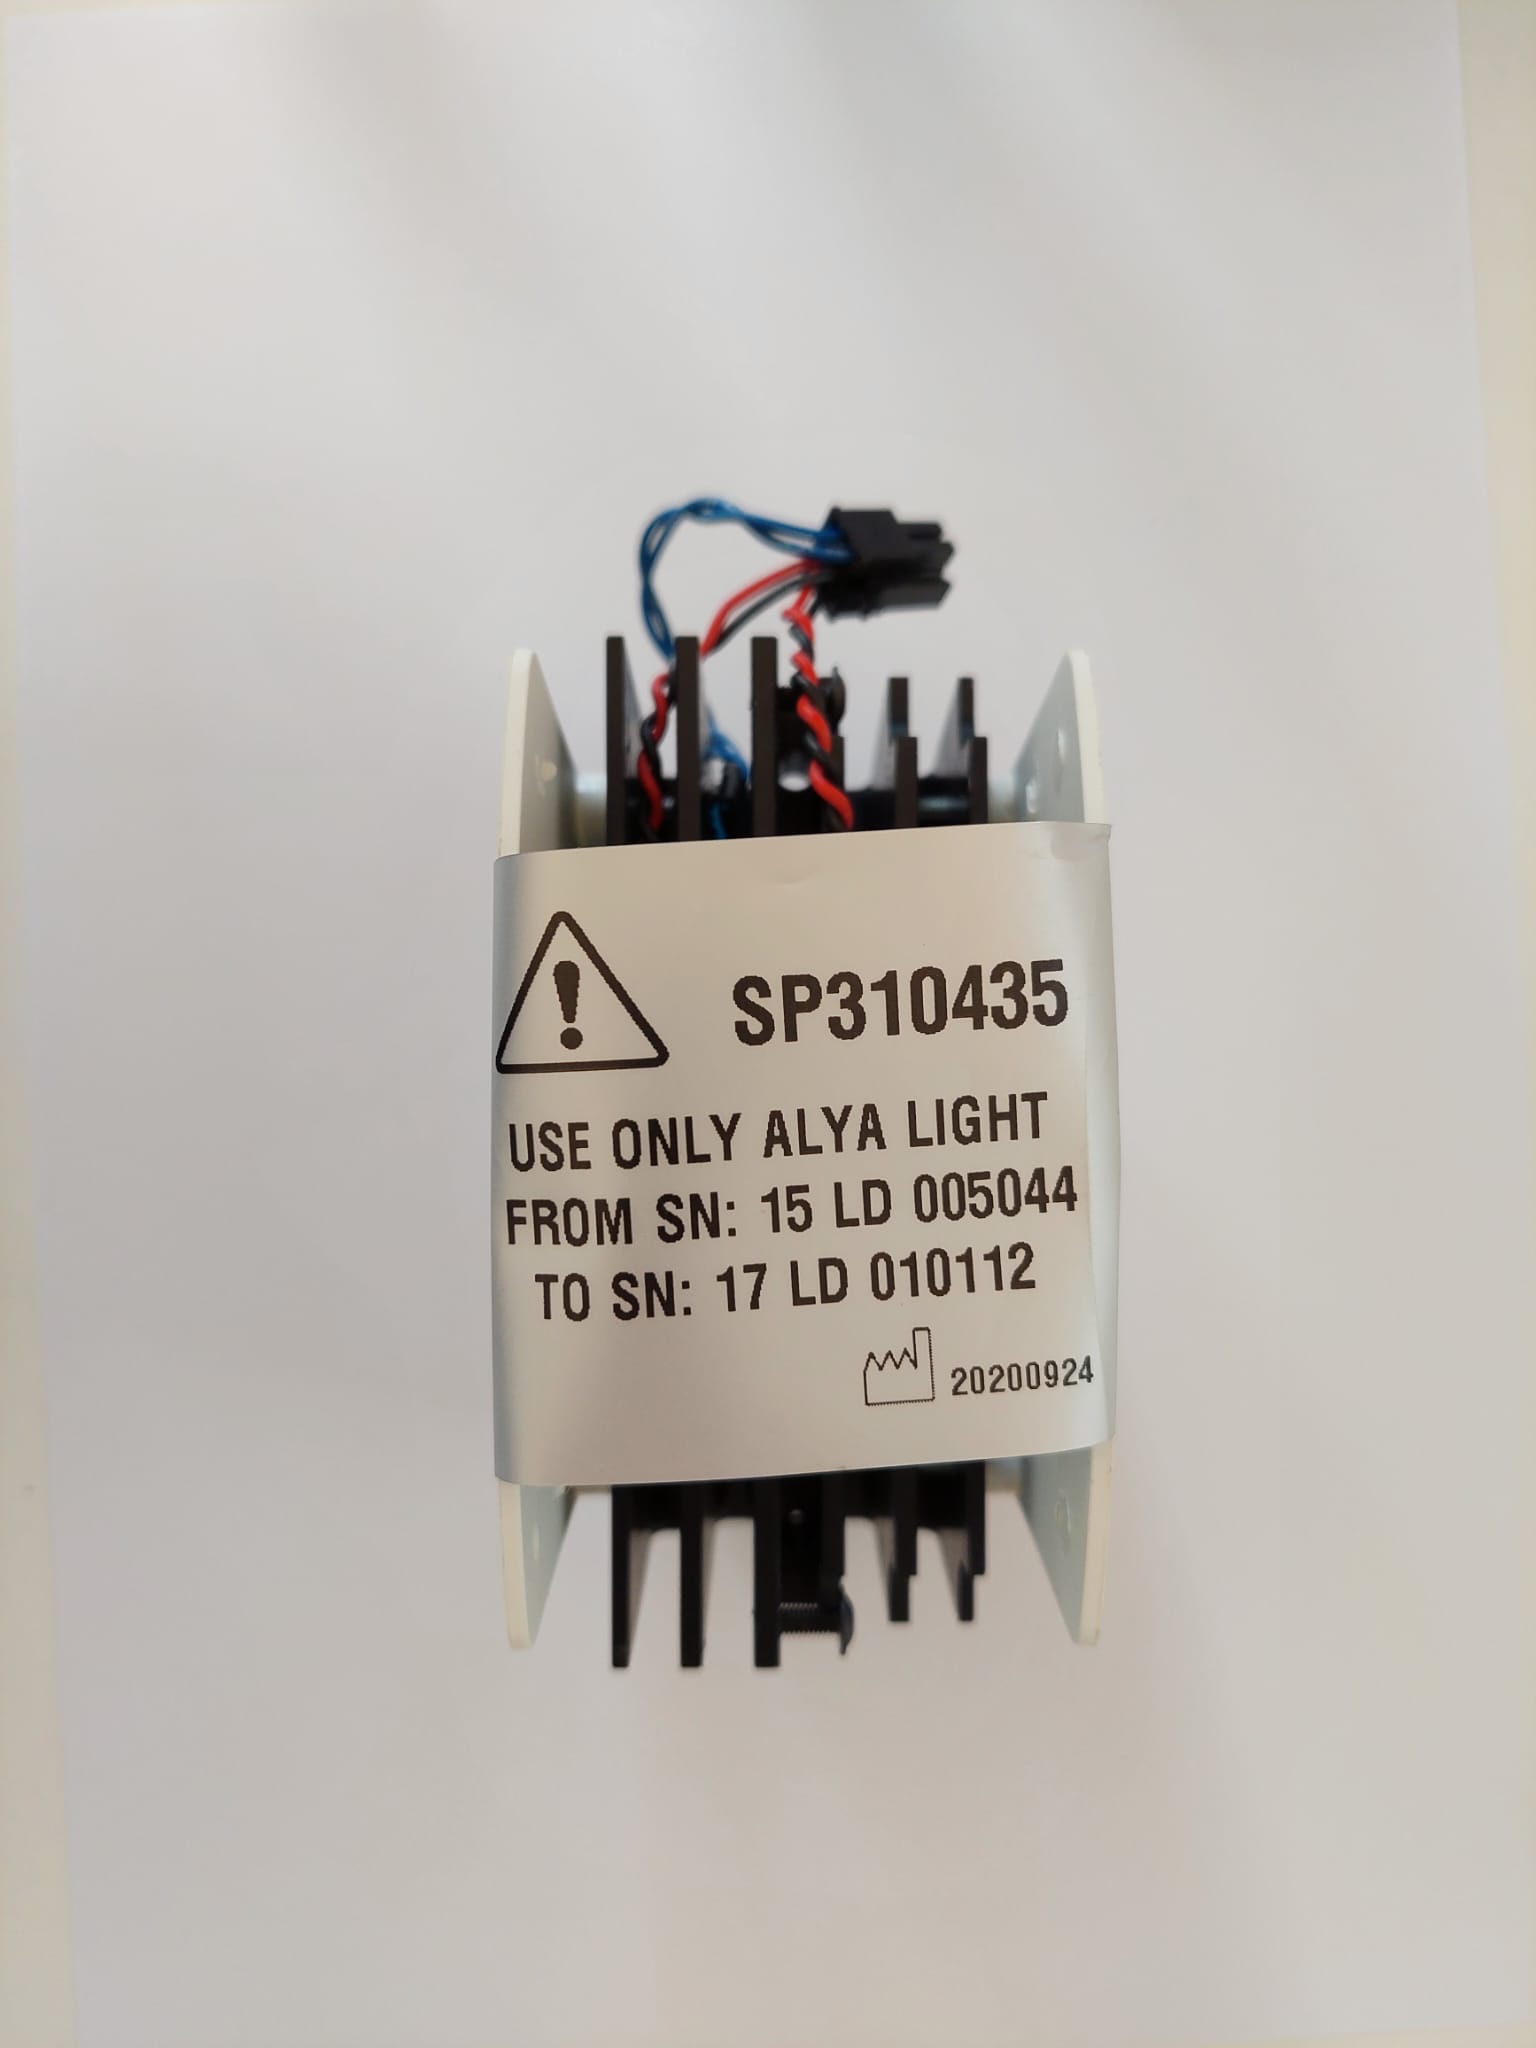 SP310435
USE ONLY ALYA LIGHT
FROM SN: 15 LD 005044
TO SN: 17 LD 010112
20200924